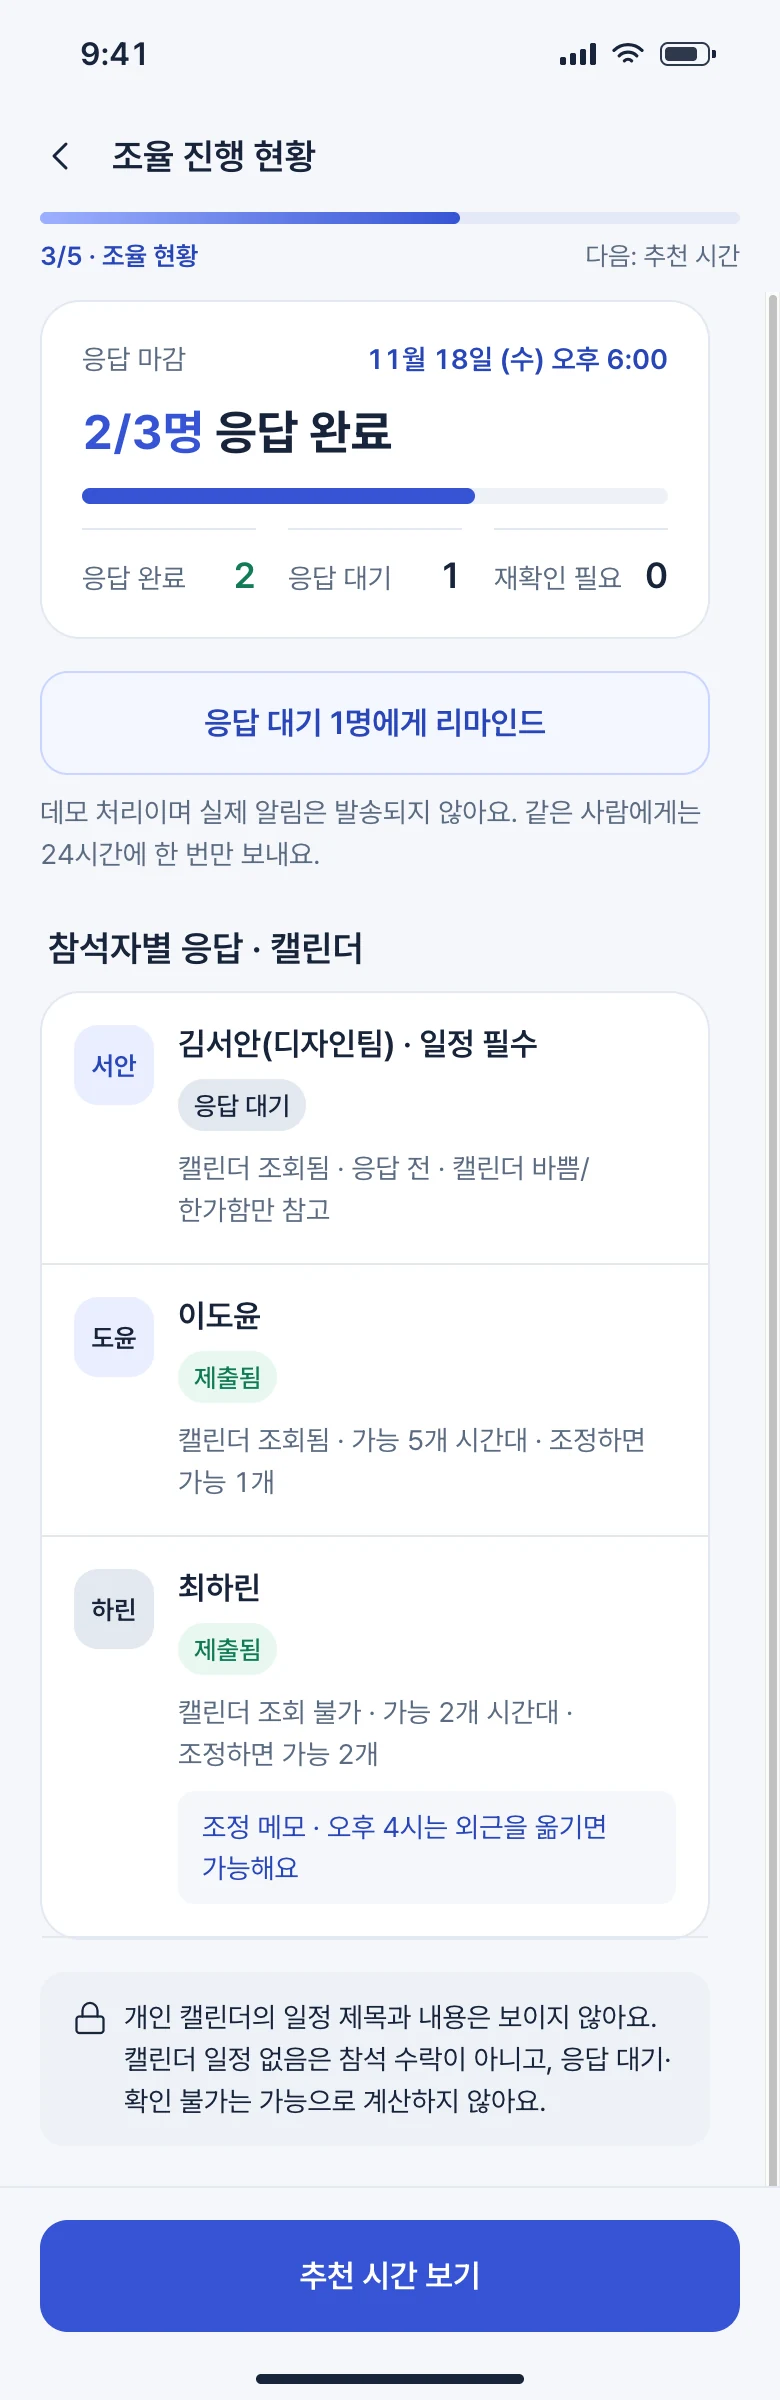 9:41
조율 진행 현황
3/5 · 조율 현황
다음: 추천 시간
응답 마감
11월 18일 (수) 오후 6:00
2/3명 응답 완료
응답 완료 2
응답 대기 1
재확인 필요 0
응답 대기 1명에게 리마인드
데모 처리이며 실제 알림은 발송되지 않아요. 같은 사람에게는
24시간에 한 번만 보내요.
참석자별 응답 · 캘린더
서안
김서안(디자인팀) · 일정 필수
응답 대기
캘린더 조회됨 · 응답 전 · 캘린더 바쁨/
한가함만 참고
도윤
이도윤
제출됨
캘린더 조회됨 · 가능 5개 시간대 · 조정하면
가능 1개
하린
최하린
제출됨
캘린더 조회 불가 · 가능 2개 시간대 ·
조정하면 가능 2개
조정 메모 · 오후 4시는 외근을 옮기면
가능해요
개인 캘린더의 일정 제목과 내용은 보이지 않아요.
캘린더 일정 없음은 참석 수락이 아니고, 응답 대기·
확인 불가는 가능으로 계산하지 않아요.
추천 시간 보기